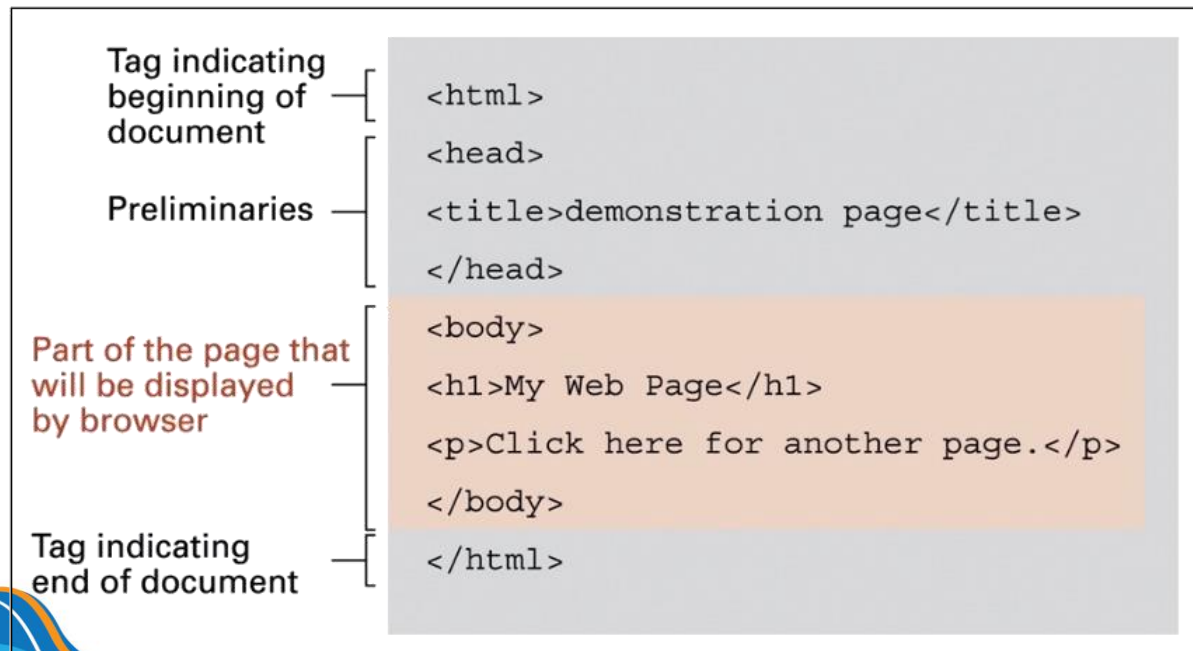 Tag indicating
beginning of
document
<html>
<head>
Preliminaries
<title>demonstration page</title>
</head>
Part of the page that
will be displayed
by browser
<body>
<h1>My Web Page</h1>
<p>Click here for another page.</p>
</body>
Tag indicating
end of document
</html>